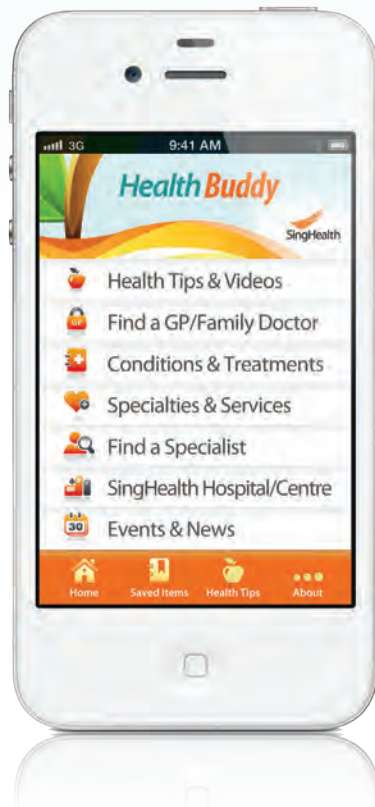 3G 9:41 AM
Health Buddy
SingHealth
Health Tips & Videos
GP
Find a GP/Family Doctor
Conditions & Treatments
Specialties & Services
Find a Specialist
SingHealth Hospital/Centre
30
Events & News
Home Saved Items Health Tips About